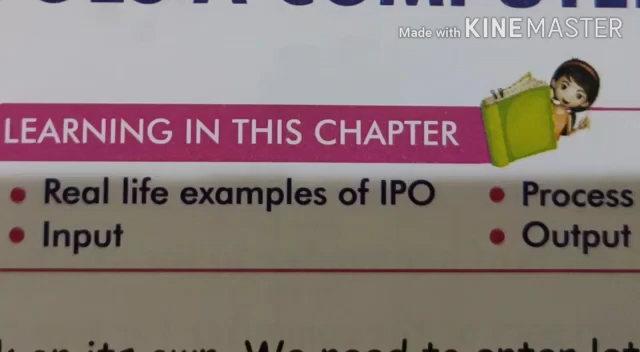 Made with KINEMASTER
LEARNING IN THIS CHAPTER
• Real life examples of IPO
• Process
• Input
• Output